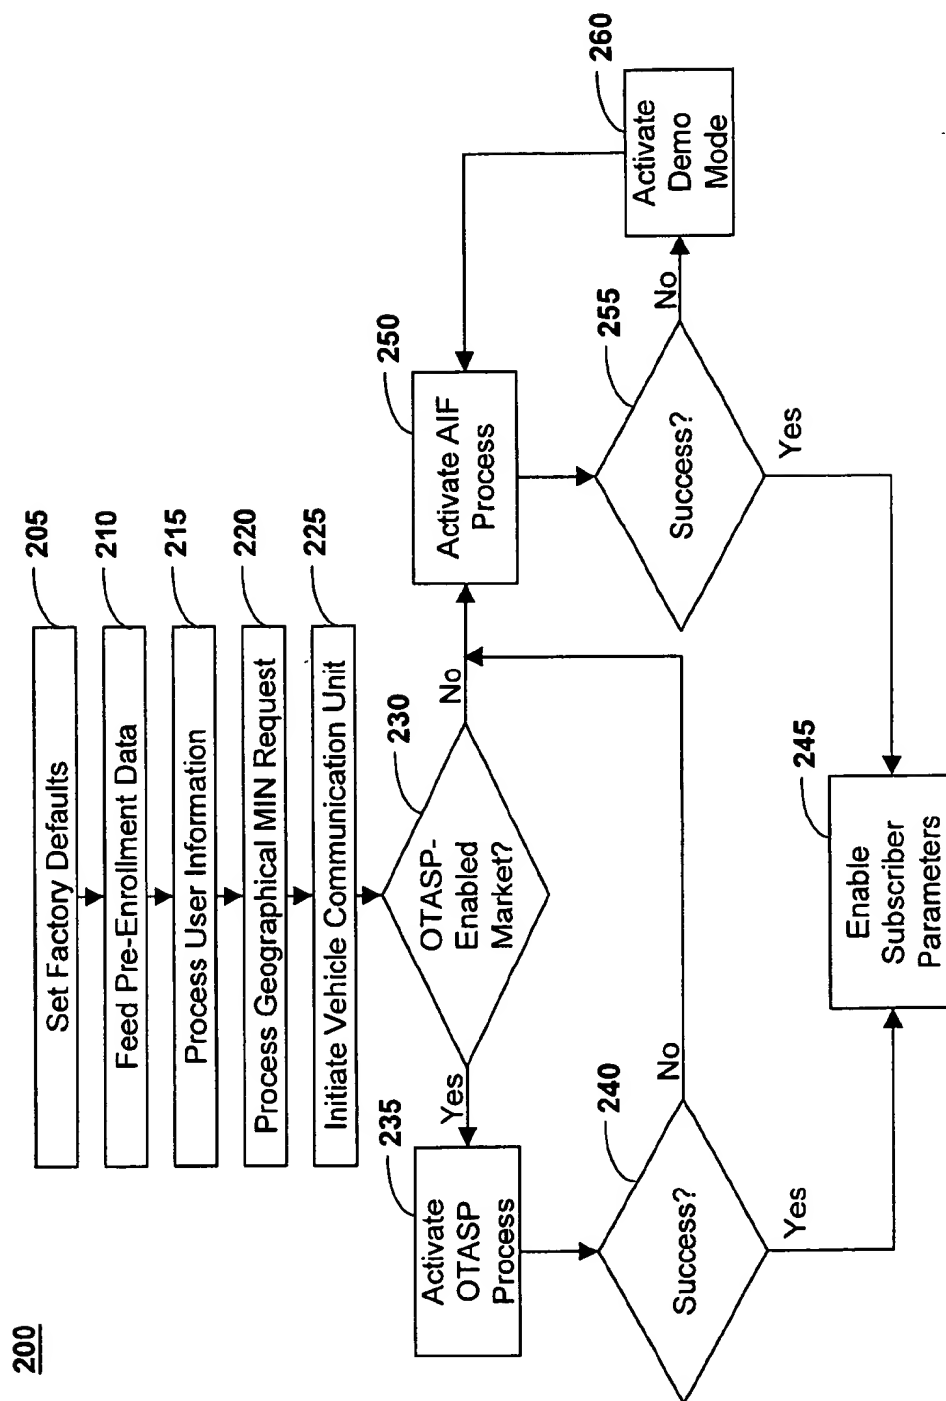 200
Set Factory Defaults
205
Feed Pre-Enrollment Data
210
Process User Information
215
Process Geographical MIN Request
220
Initiate Vehicle Communication Unit
225
OTASP-
Enabled
Market?
230
Yes
No
Activate
OTASP
Process
235
Activate AIF
Process
250
Success?
240
No
Yes
Success?
255
No
Yes
Activate
Demo
Mode
260
Enable
Subscriber
Parameters
245